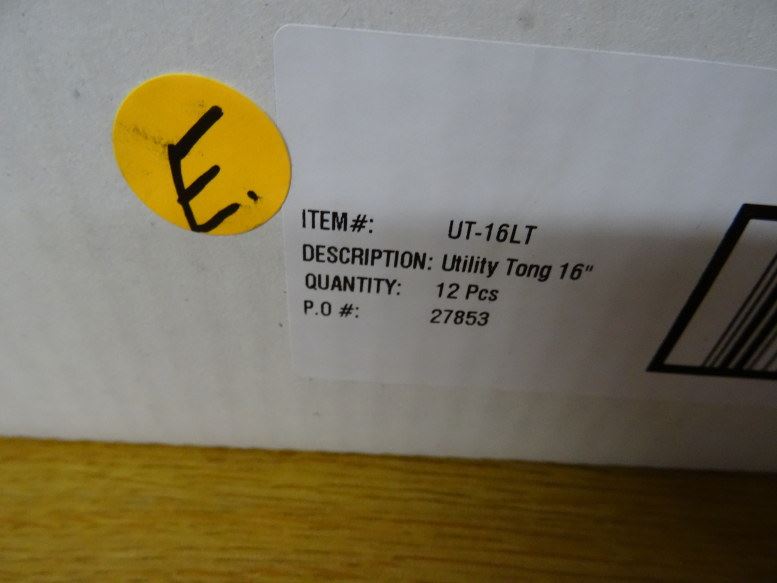 E.
ITEM#: UT-16LT
DESCRIPTION: Utility Tong 16"
QUANTITY: 12 Pcs
P.O #: 27853